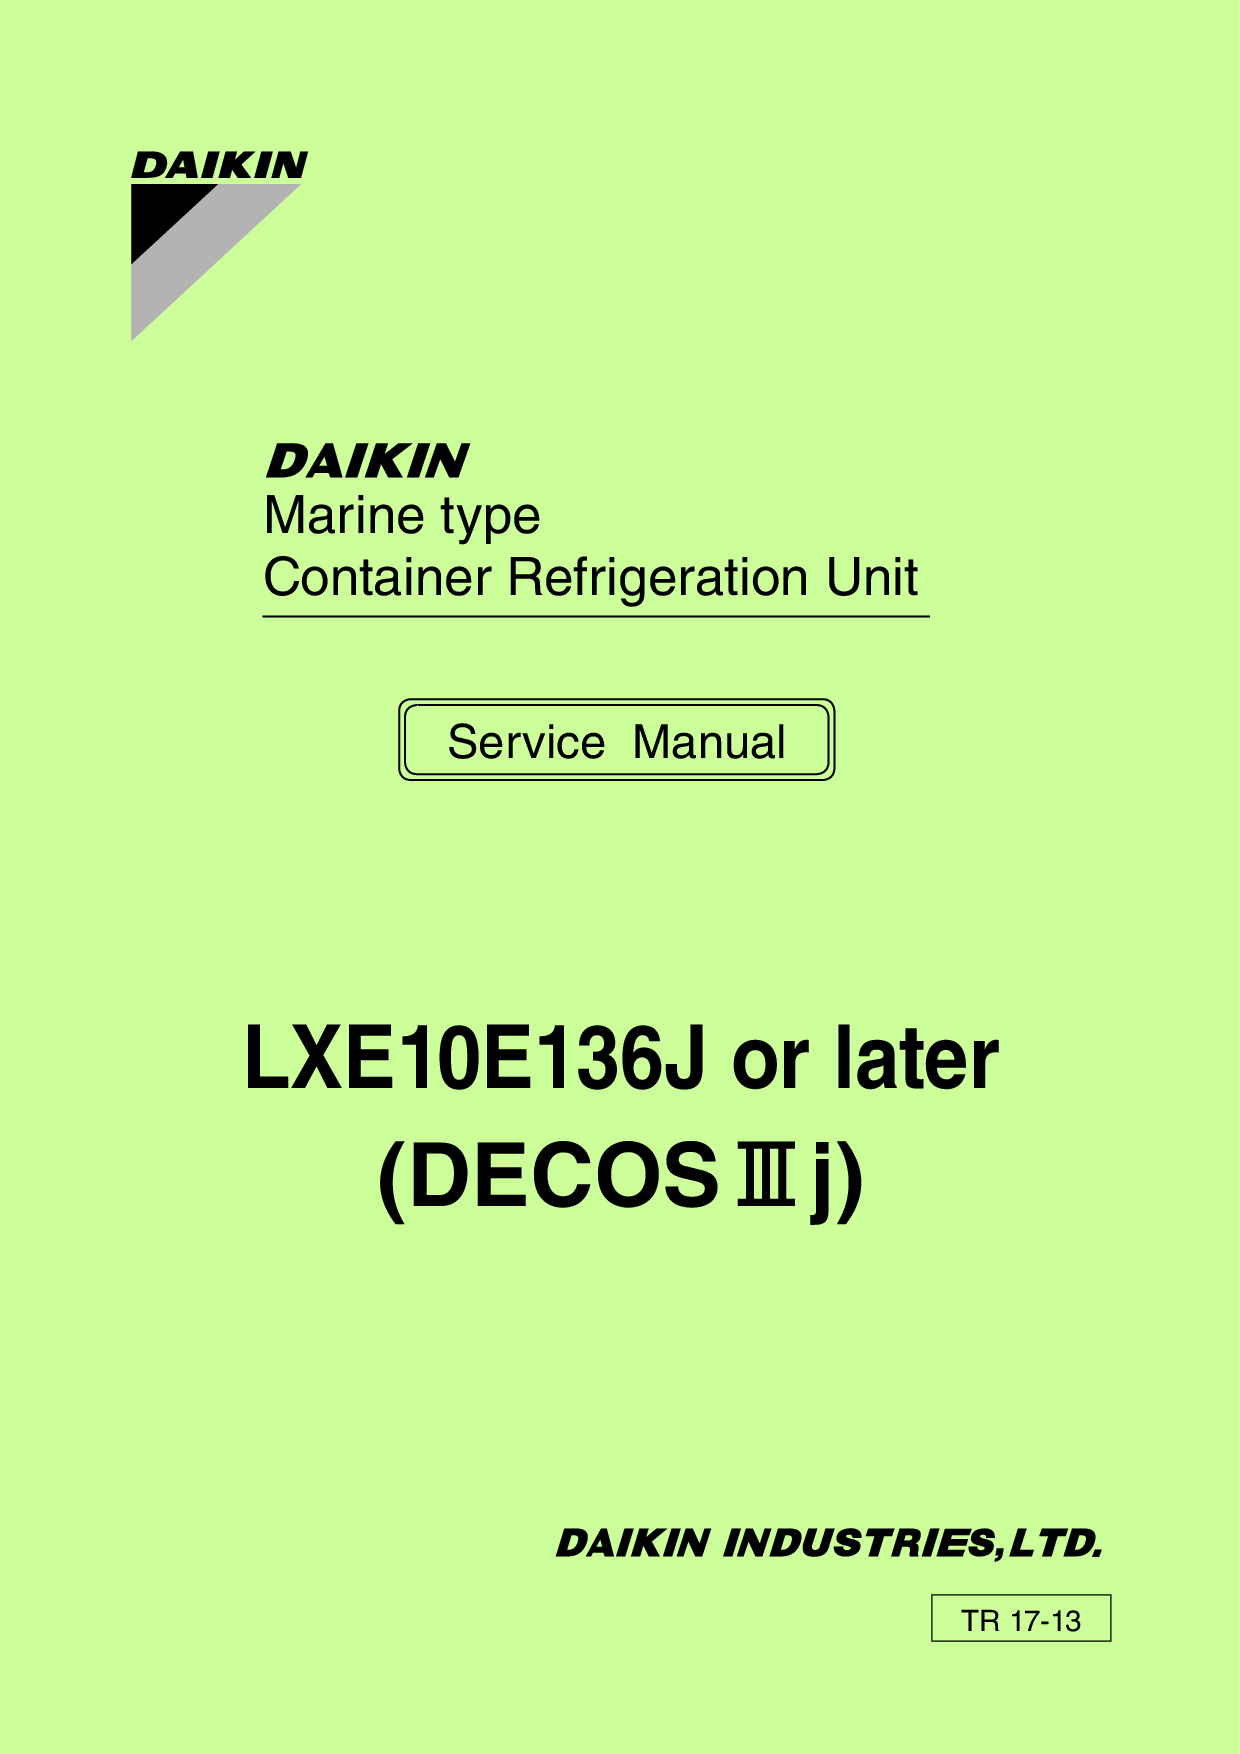 DAIKIN
DAIKIN
Marine type
Container Refrigeration Unit
Service Manual
LXE10E136J or later
(DECOSⅢj)
DAIKIN INDUSTRIES,LTD.
TR 17-13